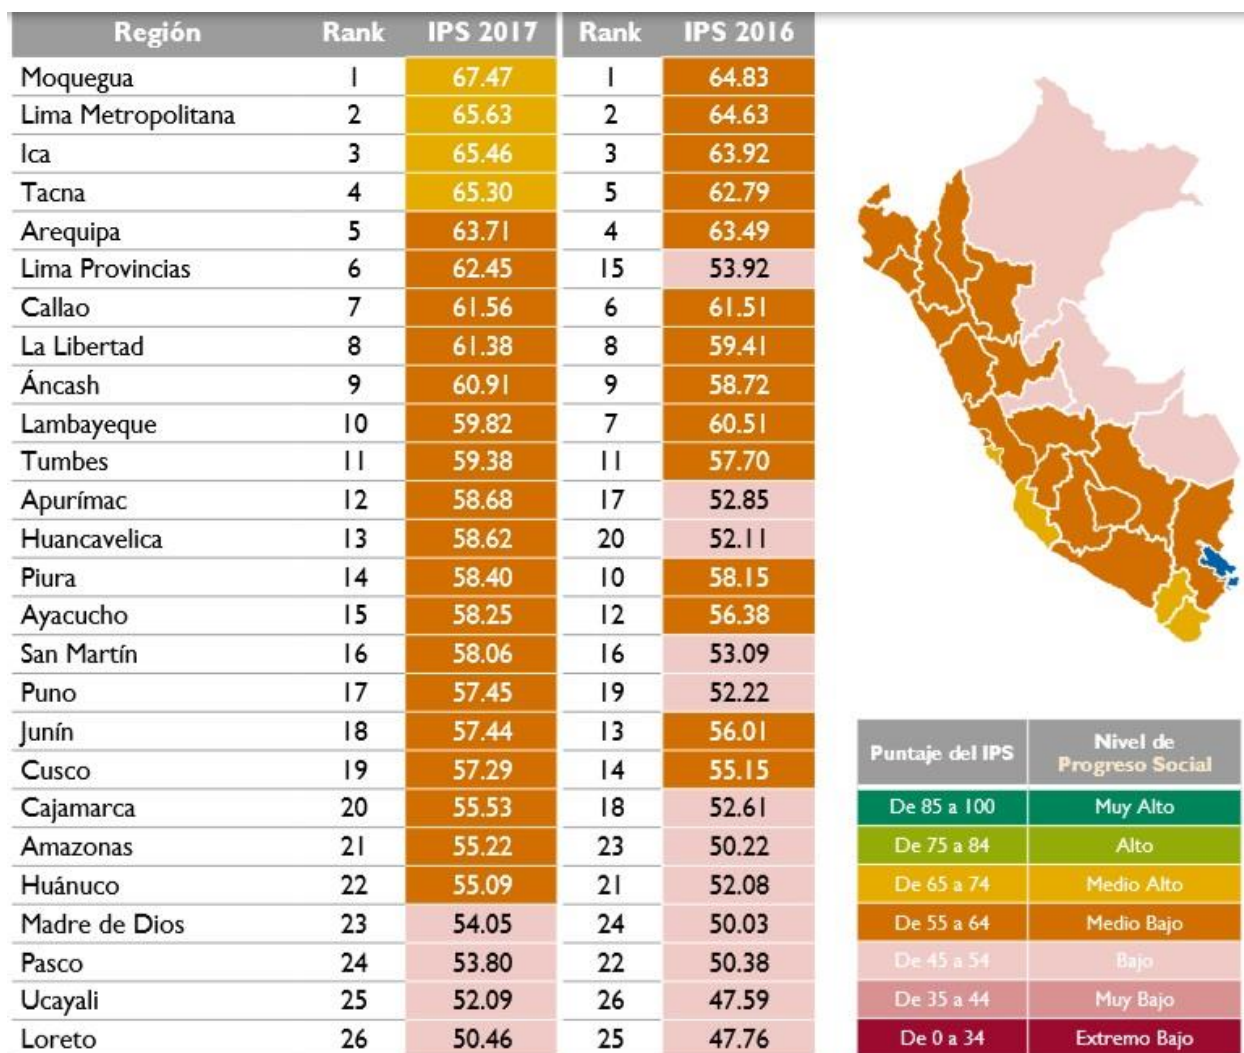 Región Rank IPS 2017 Rank IPS 2016
Moquegua 1 67.47 1 64.83
Lima Metropolitana 2 65.63 2 64.63
Ica 3 65.46 3 63.92
Tacna 4 65.30 5 62.79
Arequipa 5 63.71 4 63.49
Lima Provincias 6 62.45 15 53.92
Callao 7 61.56 6 61.51
La Libertad 8 61.38 8 59.41
Áncash 9 60.91 9 58.72
Lambayeque 10 59.82 7 60.51
Tumbes 11 59.38 11 57.70
Apurímac 12 58.68 17 52.85
Huancavelica 13 58.62 20 52.11
Piura 14 58.40 10 58.15
Ayacucho 15 58.25 12 56.38
San Martín 16 58.06 16 53.09
Puno 17 57.45 19 52.22
Junín 18 57.44 13 56.01
Cusco 19 57.29 14 55.15
Cajamarca 20 55.53 18 52.61
Amazonas 21 55.22 23 50.22
Huánuco 22 55.09 21 52.08
Madre de Dios 23 54.05 24 50.03
Pasco 24 53.80 22 50.38
Ucayali 25 52.09 26 47.59
Loreto 26 50.46 25 47.76
Puntaje del IPS Nivel de
Progreso Social
De 85 a 100 Muy Alto
De 75 a 84 Alto
De 65 a 74 Medio Alto
De 55 a 64 Medio Bajo
De 45 a 54 Bajo
De 35 a 44 Muy Bajo
De 0 a 34 Extremo Bajo